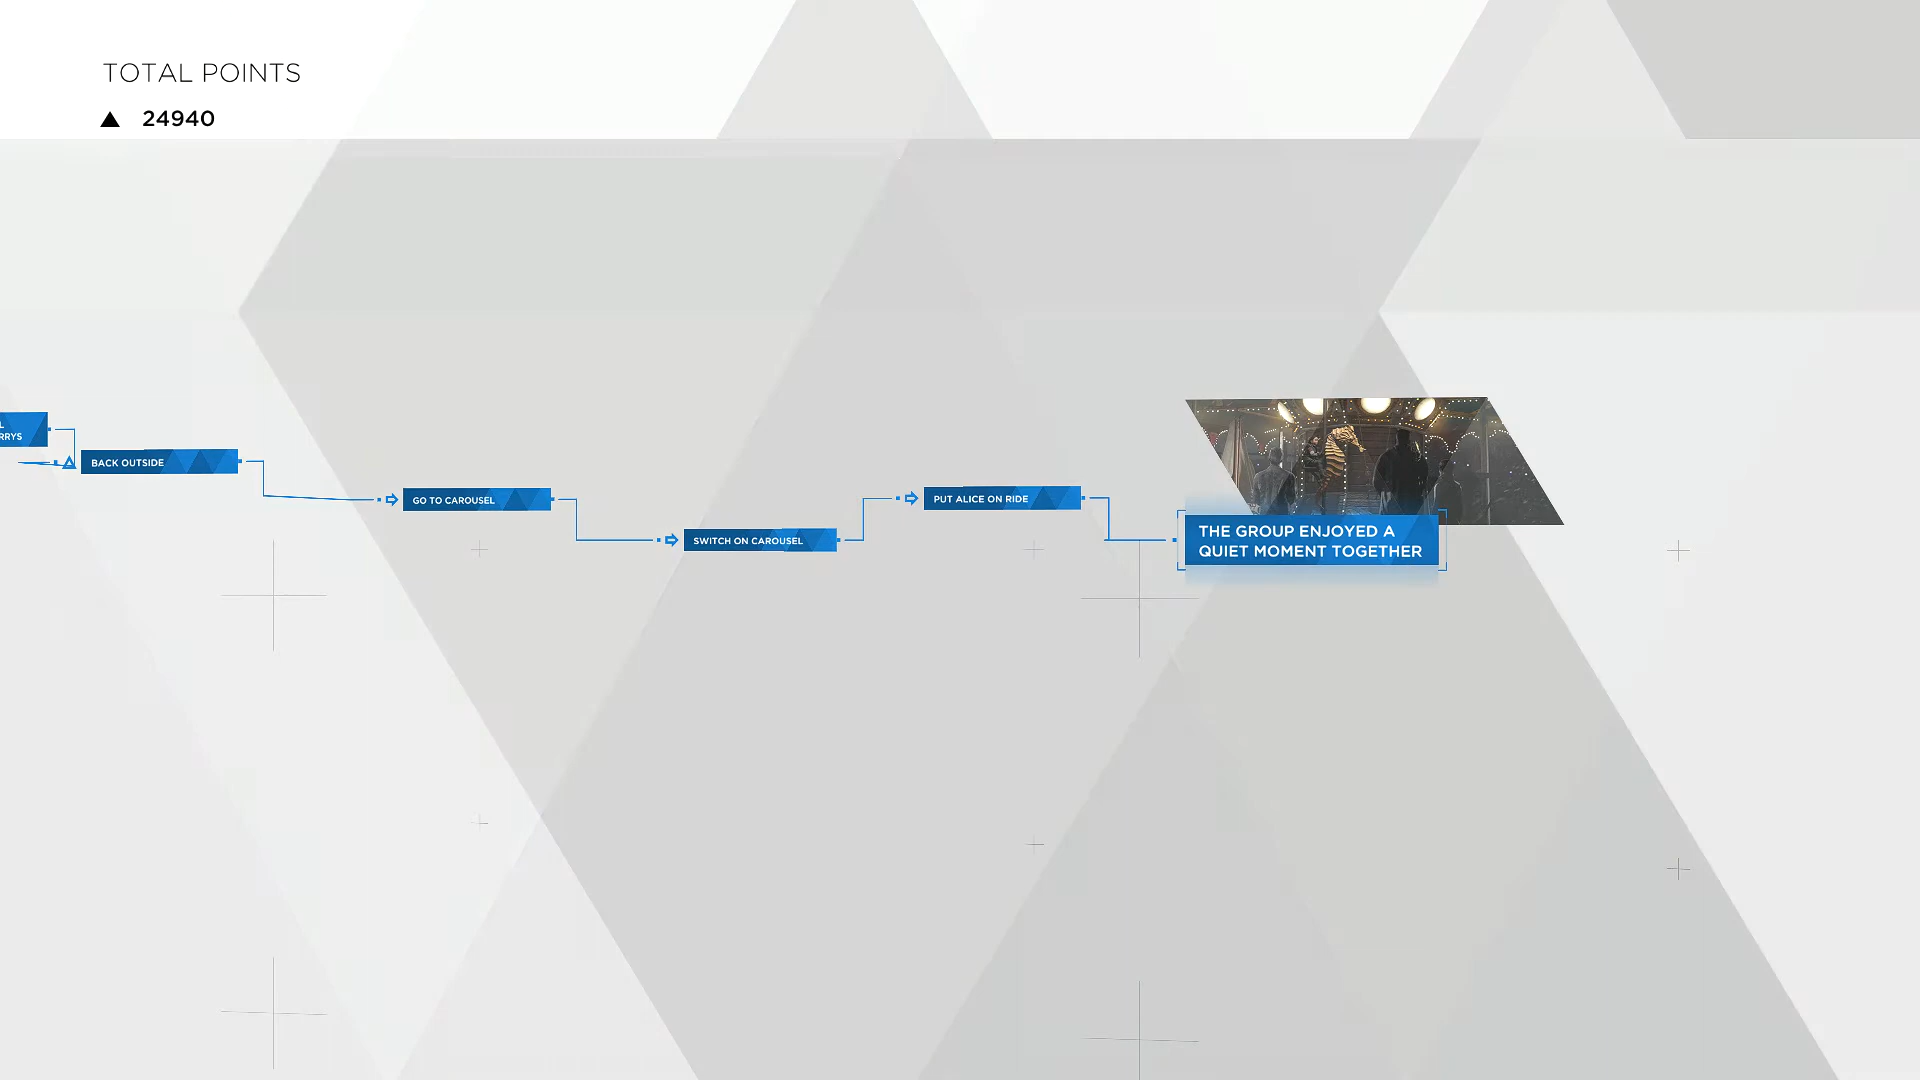 TOTAL POINTS
24940
L
RRYS
BACK OUTSIDE
GO TO CAROUSEL
SWITCH ON CAROUSEL
PUT ALICE ON RIDE
THE GROUP ENJOYED A
QUIET MOMENT TOGETHER